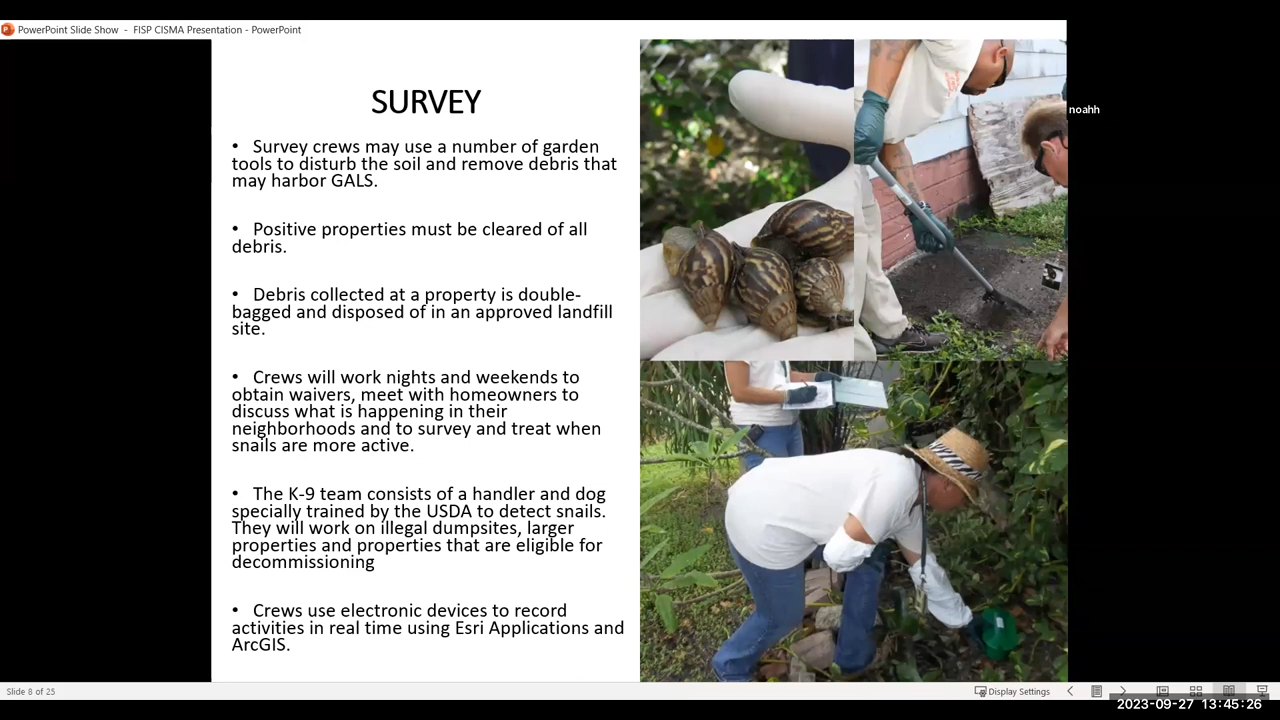 PowerPoint Slide Show - FISP CISMA Presentation - PowerPoint
noahh
SURVEY
• Survey crews may use a number of garden
tools to disturb the soil and remove debris that
may harbor GALS.
• Positive properties must be cleared of all
debris.
• Debris collected at a property is double-
bagged and disposed of in an approved landfill
site.
• Crews will work nights and weekends to
obtain waivers, meet with homeowners to
discuss what is happening in their
neighborhoods and to survey and treat when
snails are more active.
• The K-9 team consists of a handler and dog
specially trained by the USDA to detect snails.
They will work on illegal dumpsites, larger
properties and properties that are eligible for
decommissioning
• Crews use electronic devices to record
activities in real time using Esri Applications and
ArcGIS.
Slide 8 of 25
Display Settings
2023-09-27 13:45:26